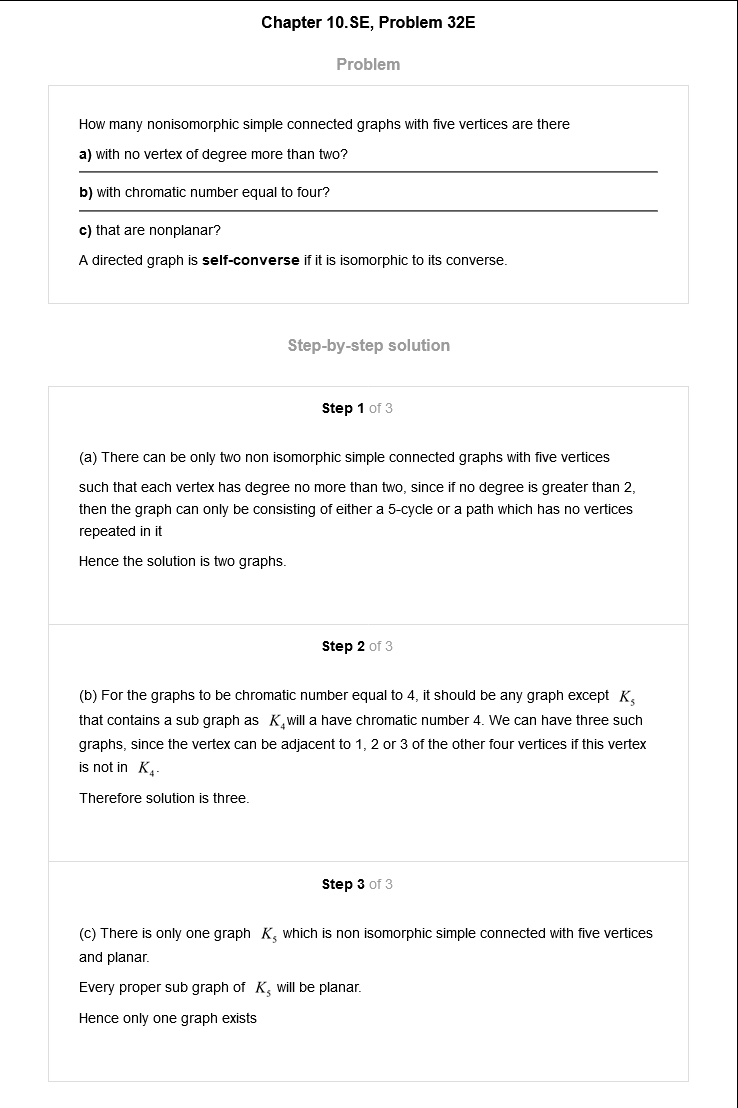 Chapter 10.SE, Problem 32E
Problem
How many nonisomorphic simple connected graphs with five vertices are there
a) with no vertex of degree more than two?
b) with chromatic number equal to four?
c) that are nonplanar?
A directed graph is self-converse if it is isomorphic to its converse.
Step-by-step solution
Step 1 of 3
(a) There can be only two non isomorphic simple connected graphs with five vertices
such that each vertex has degree no more than two, since if no degree is greater than 2,
then the graph can only be consisting of either a 5-cycle or a path which has no vertices
repeated in it
Hence the solution is two graphs.
Step 2 of 3
(b) For the graphs to be chromatic number equal to 4, it should be any graph except K₅
that contains a sub graph as K₄ will a have chromatic number 4. We can have three such
graphs, since the vertex can be adjacent to 1, 2 or 3 of the other four vertices if this vertex
is not in K₄.
Therefore solution is three.
Step 3 of 3
(c) There is only one graph K₅ which is non isomorphic simple connected with five vertices
and planar.
Every proper sub graph of K₅ will be planar.
Hence only one graph exists